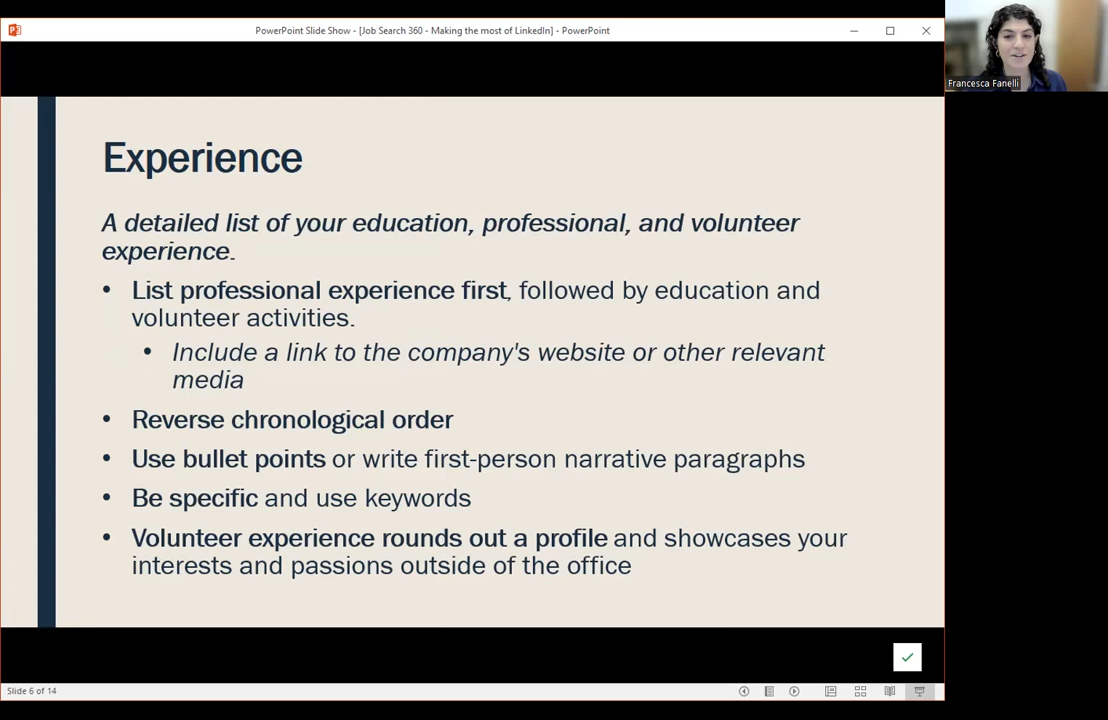 PowerPoint Slide Show - [Job Search 360 - Making the most of LinkedIn] - PowerPoint
Francesca Fanelli
Experience
A detailed list of your education, professional, and volunteer
experience.
• List professional experience first, followed by education and
volunteer activities.
• Include a link to the company's website or other relevant
media
• Reverse chronological order
• Use bullet points or write first-person narrative paragraphs
• Be specific and use keywords
• Volunteer experience rounds out a profile and showcases your
interests and passions outside of the office
Slide 6 of 14